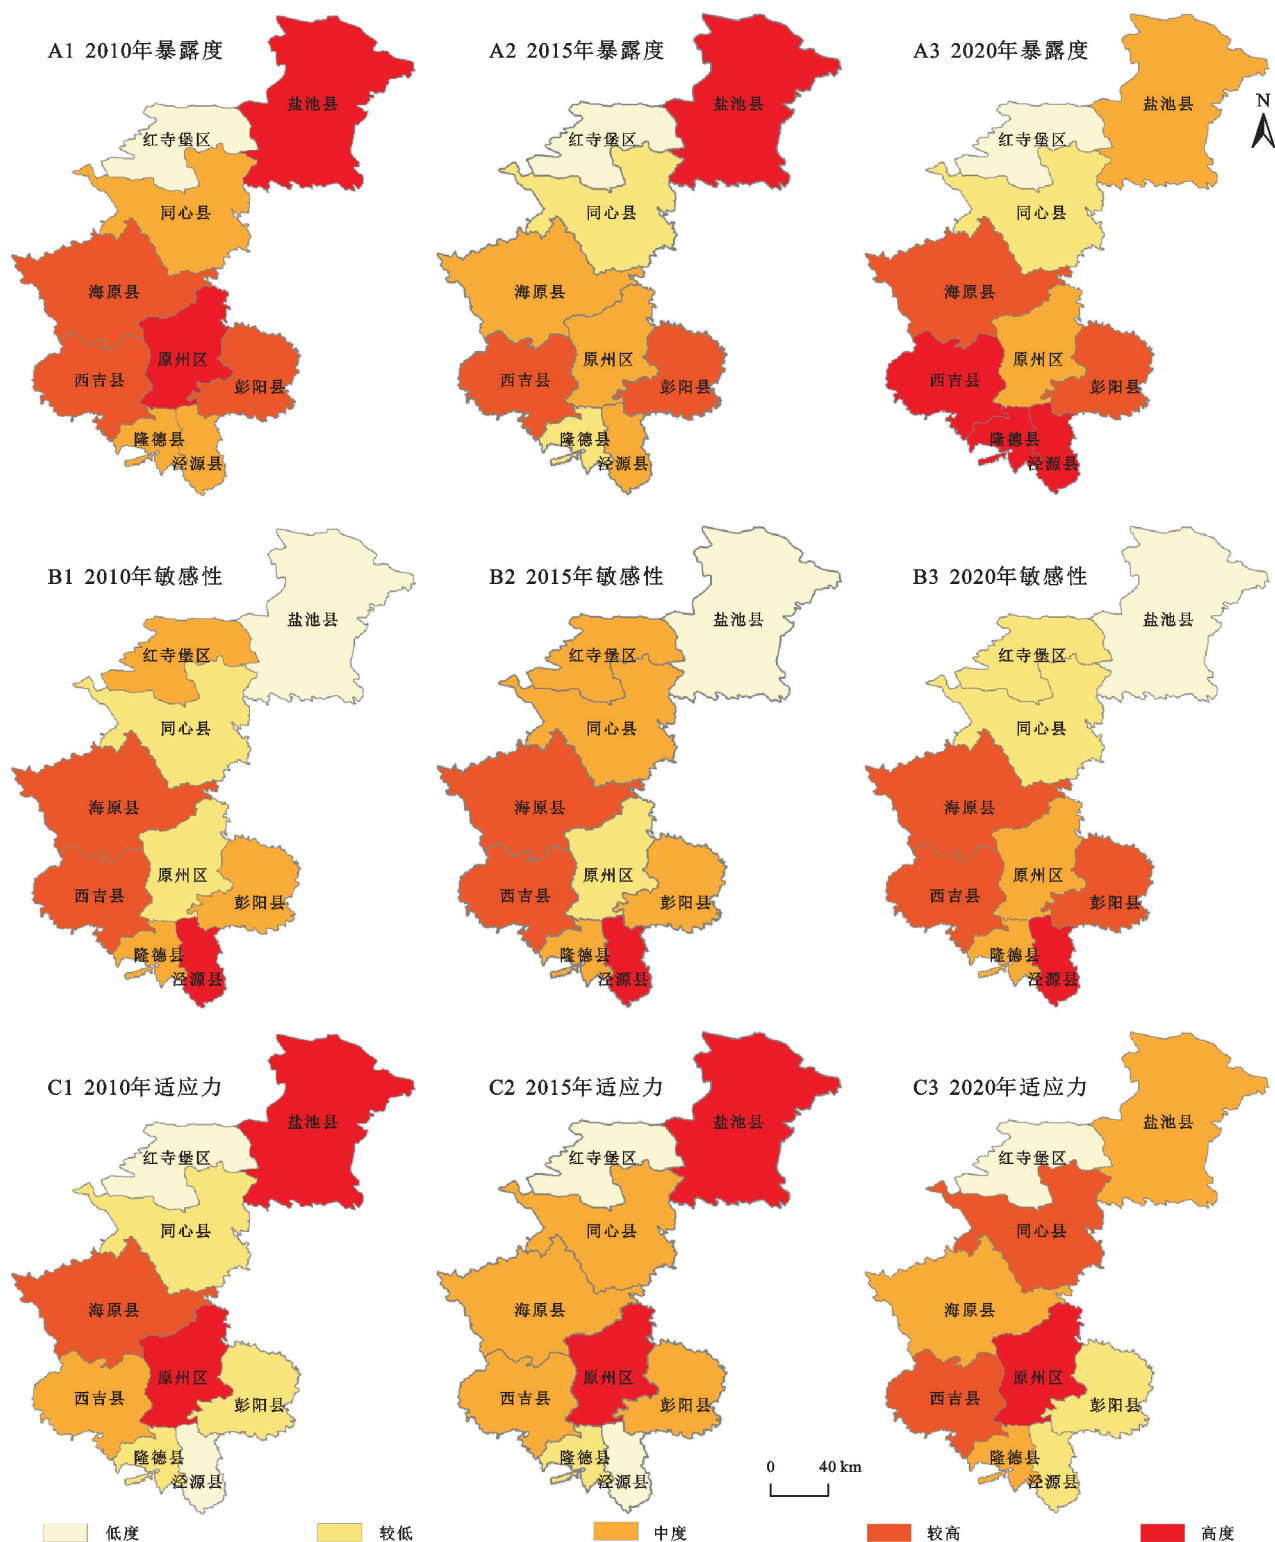 A1 2010年暴露度
盐池县
红寺堡区
同心县
海原县
原州区
西吉县
彭阳县
隆德县
泾源县
A2 2015年暴露度
盐池县
红寺堡区
同心县
海原县
原州区
西吉县
彭阳县
隆德县
泾源县
A3 2020年暴露度
N
盐池县
红寺堡区
同心县
海原县
原州区
西吉县
彭阳县
隆德县
泾源县
B1 2010年敏感性
盐池县
红寺堡区
同心县
海原县
原州区
西吉县
彭阳县
隆德县
泾源县
B2 2015年敏感性
盐池县
红寺堡区
同心县
海原县
原州区
西吉县
彭阳县
隆德县
泾源县
B3 2020年敏感性
盐池县
红寺堡区
同心县
海原县
原州区
西吉县
彭阳县
隆德县
泾源县
C1 2010年适应力
盐池县
红寺堡区
同心县
海原县
原州区
西吉县
彭阳县
隆德县
泾源县
C2 2015年适应力
盐池县
红寺堡区
同心县
海原县
原州区
西吉县
彭阳县
隆德县
泾源县
C3 2020年适应力
盐池县
红寺堡区
同心县
海原县
原州区
西吉县
彭阳县
隆德县
泾源县
0 40 km
低度 较低 中度 较高 高度